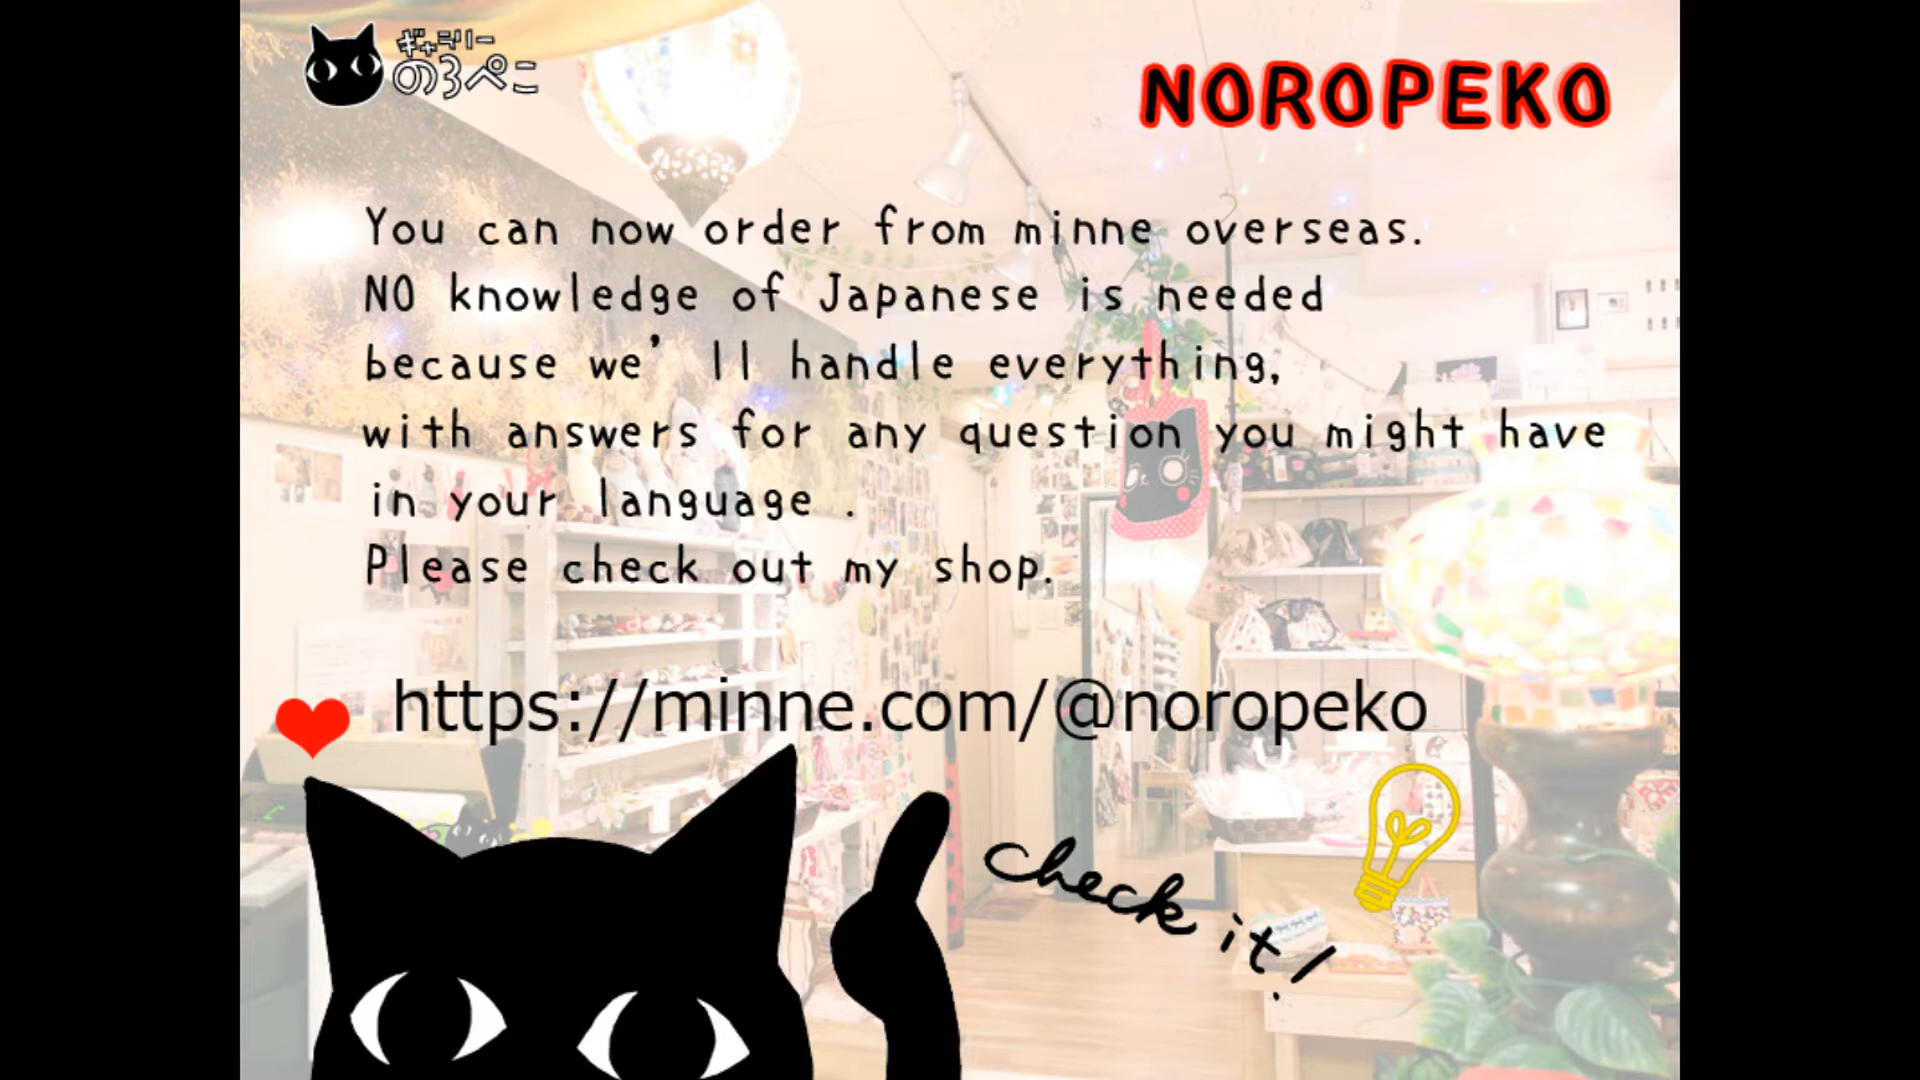 ギャラリー
のろぺこ
NOROPEKO
You can now order from minne overseas.
NO knowledge of Japanese is needed
because we’ll handle everything,
with answers for any question you might have
in your language .
Please check out my shop.
https://minne.com/@noropeko
check it!